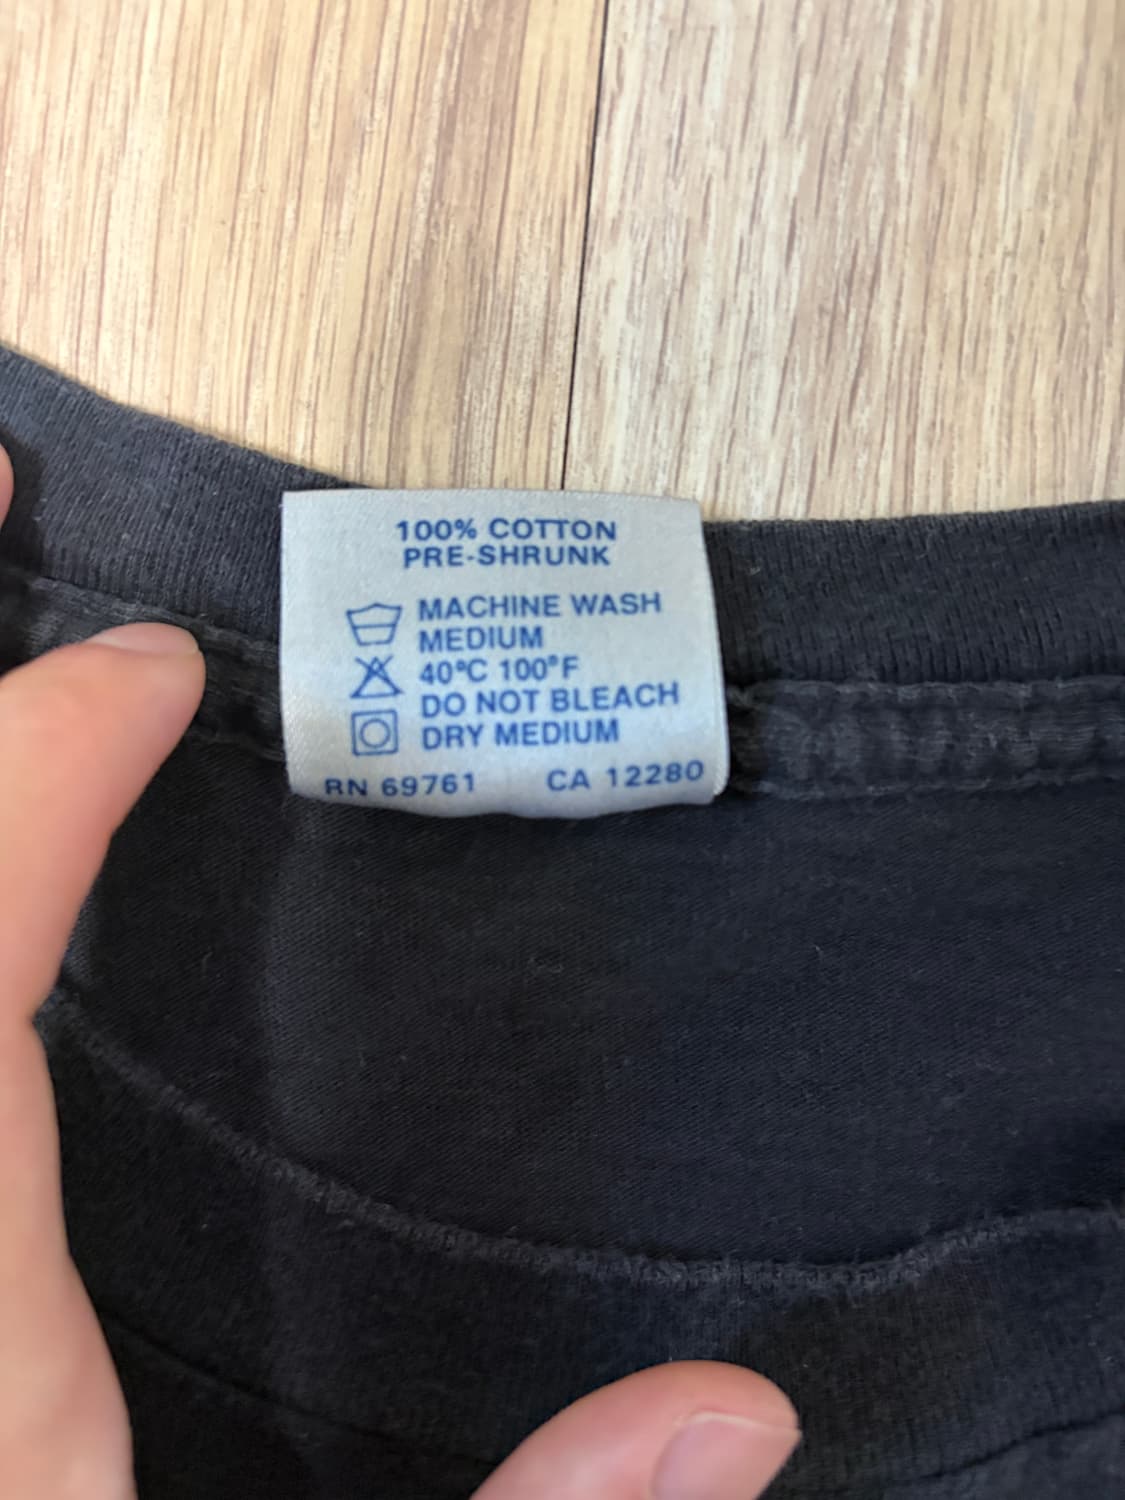 100% COTTON
PRE-SHRUNK
MACHINE WASH
MEDIUM
40°C 100°F
DO NOT BLEACH
DRY MEDIUM
RN 69761 CA 12280